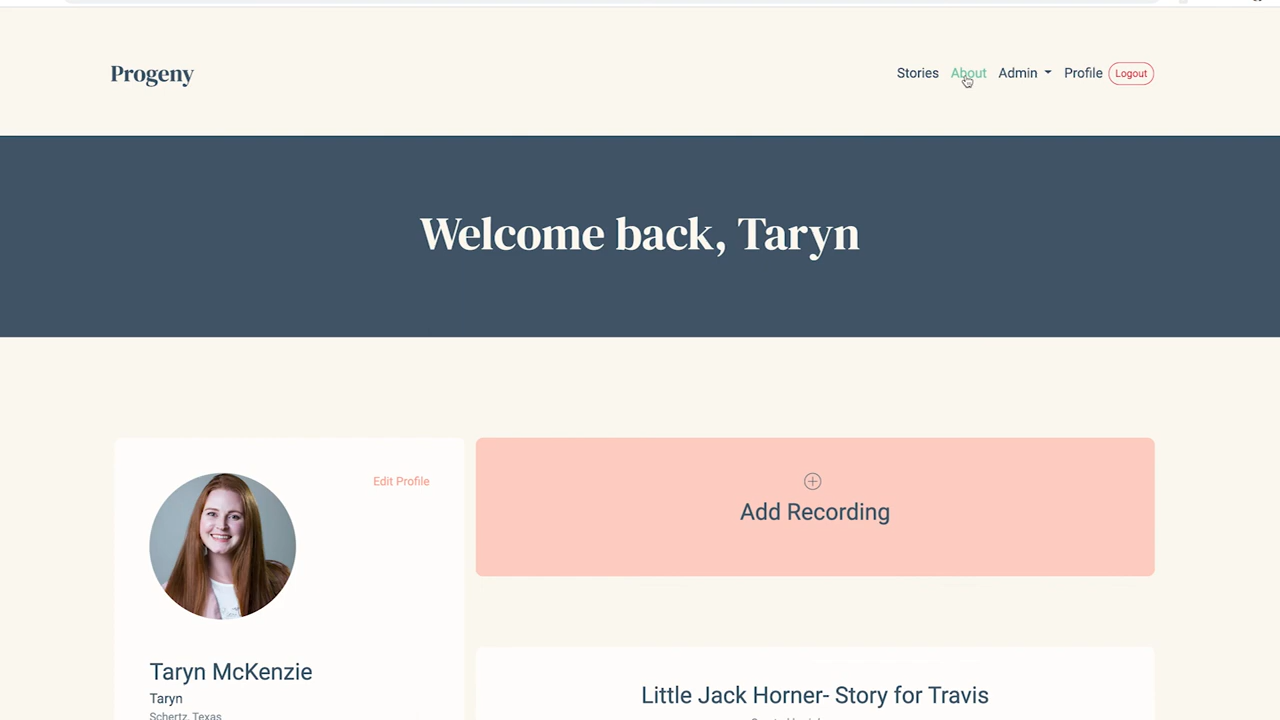 Progeny
Stories About Admin Profile Logout
Welcome back, Taryn
Edit Profile
Add Recording
Taryn McKenzie
Taryn
Schertz, Texas
Little Jack Horner- Story for Travis